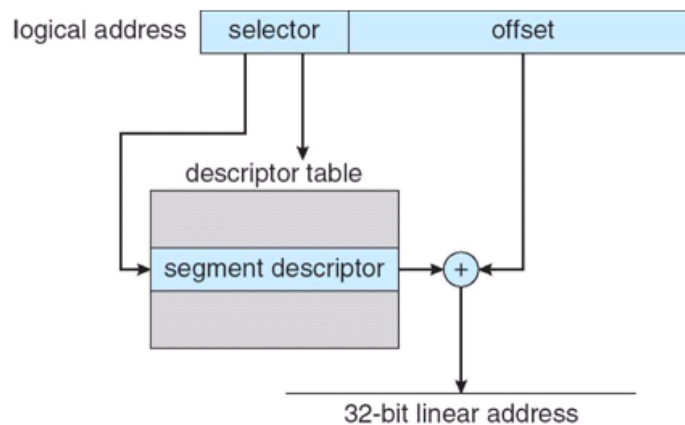 logical address selector offset
descriptor table
segment descriptor +
32-bit linear address